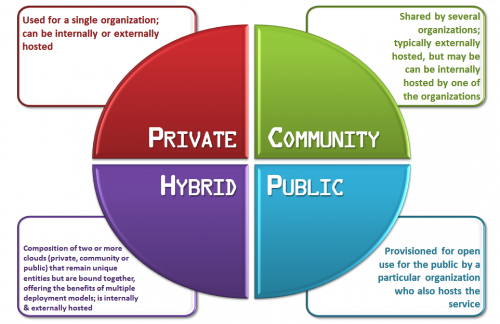 Used for a single organization;
can be internally or externally
hosted
Shared by several
organizations;
typically externally
hosted, but may be
can be internally
hosted by one of
the organizations
PRIVATE
COMMUNITY
HYBRID
PUBLIC
Composition of two or more
clouds (private, community or
public) that remain unique
entities but are bound together,
offering the benefits of multiple
deployment models; is internally
& externally hosted
Provisioned for open
use for the public by a
particular organization
who also hosts the
service